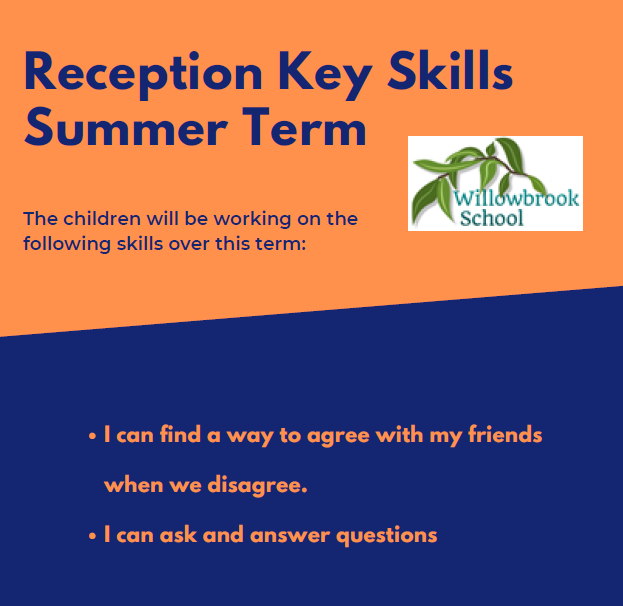 Reception Key Skills
Summer Term
Willowbrook
School
The children will be working on the
following skills over this term:
• I can find a way to agree with my friends
when we disagree.
• I can ask and answer questions